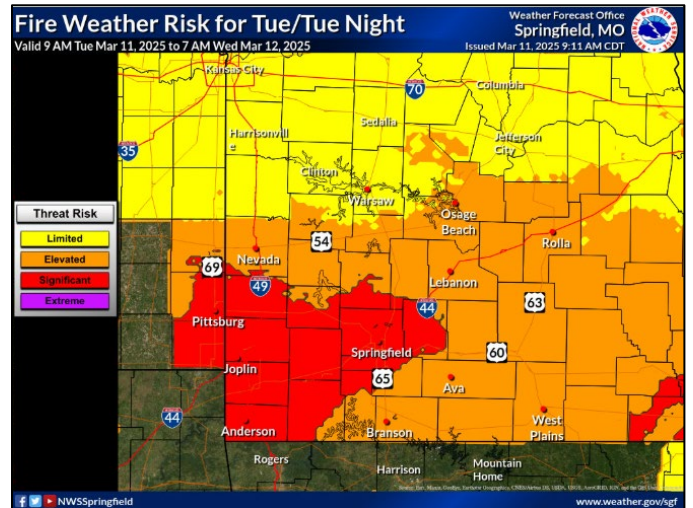 Fire Weather Risk for Tue/Tue Night
Valid 9 AM Tue Mar 11, 2025 to 7 AM Wed Mar 12, 2025
Weather Forecast Office
Springfield, MO
Issued Mar 11, 2025 9:11 AM CDT
NATIONAL WEATHER SERVICE
Kansas City
70
Columbia
Sedalia
Harrisonvill
e
Jefferson
City
35
Clinton
Warsaw
Osage
Beach
Threat Risk
Limited
Elevated
Significant
Extreme
54
Rolla
Nevada
69
Lebanon
49
63
44
Pittsburg
Springfield
60
Joplin
65
Ava
44
Anderson
Branson
West
Plains
Rogers
Harrison
Mountain
Home
NWSSpringfield
www.weather.gov/sgf